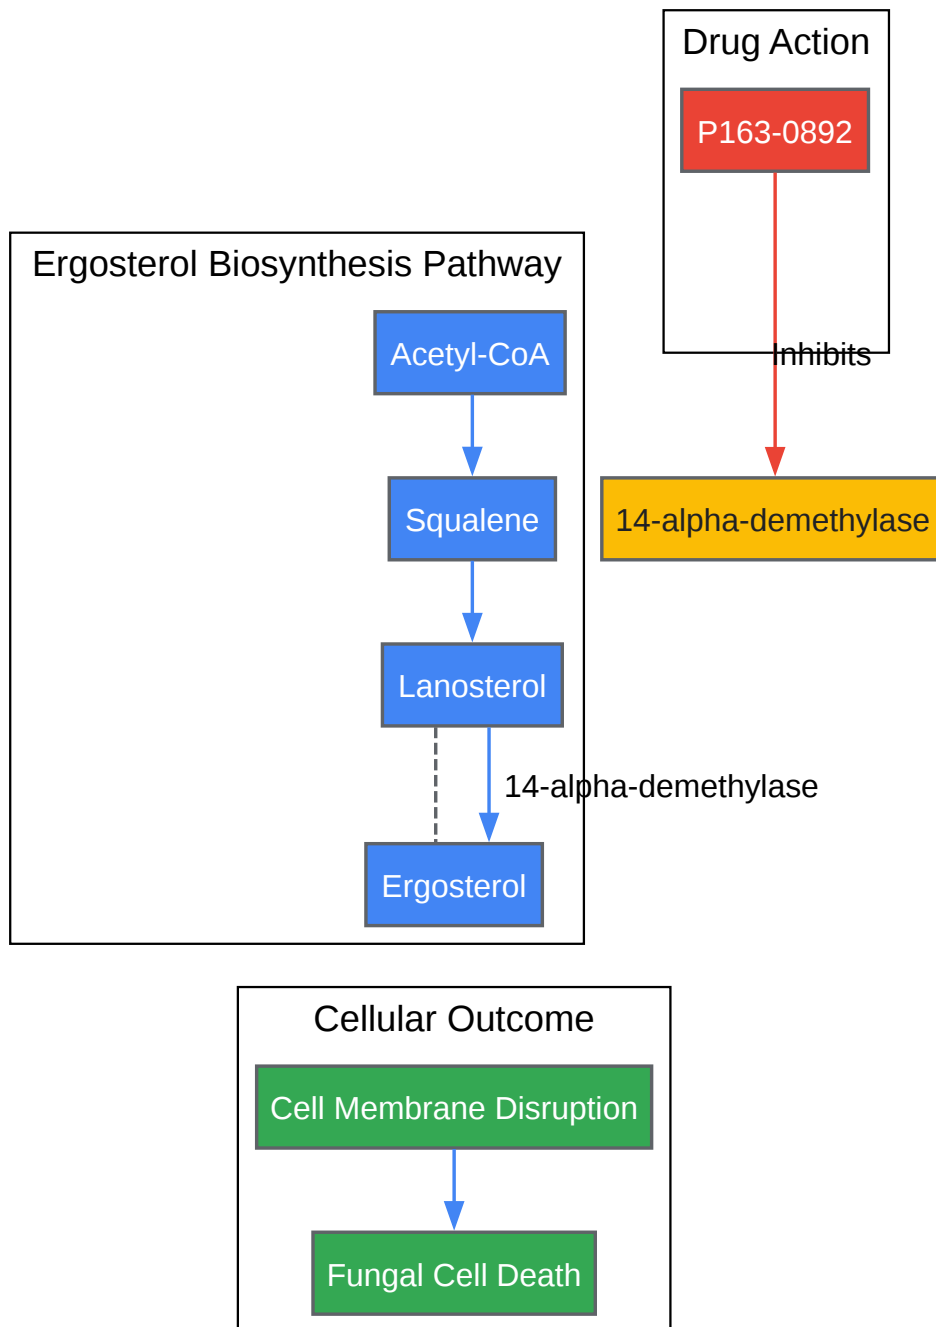 Drug Action
P163-0892
Inhibits
14-alpha-demethylase
Ergosterol Biosynthesis Pathway
Acetyl-CoA
Squalene
Lanosterol
14-alpha-demethylase
Ergosterol
Cellular Outcome
Cell Membrane Disruption
Fungal Cell Death